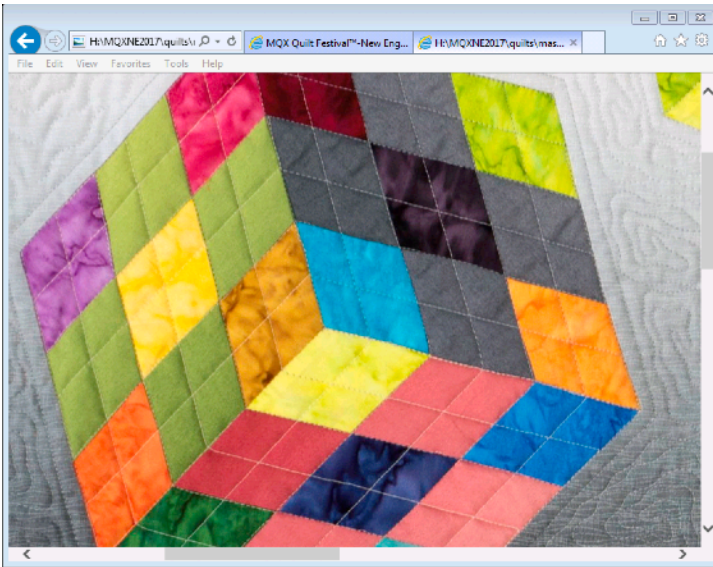 H:\MQXNE2017\quilts\
MQX Quilt Festival™-New Eng...
H:\MQXNE2017\quilts\mas...
File Edit View Favorites Tools Help